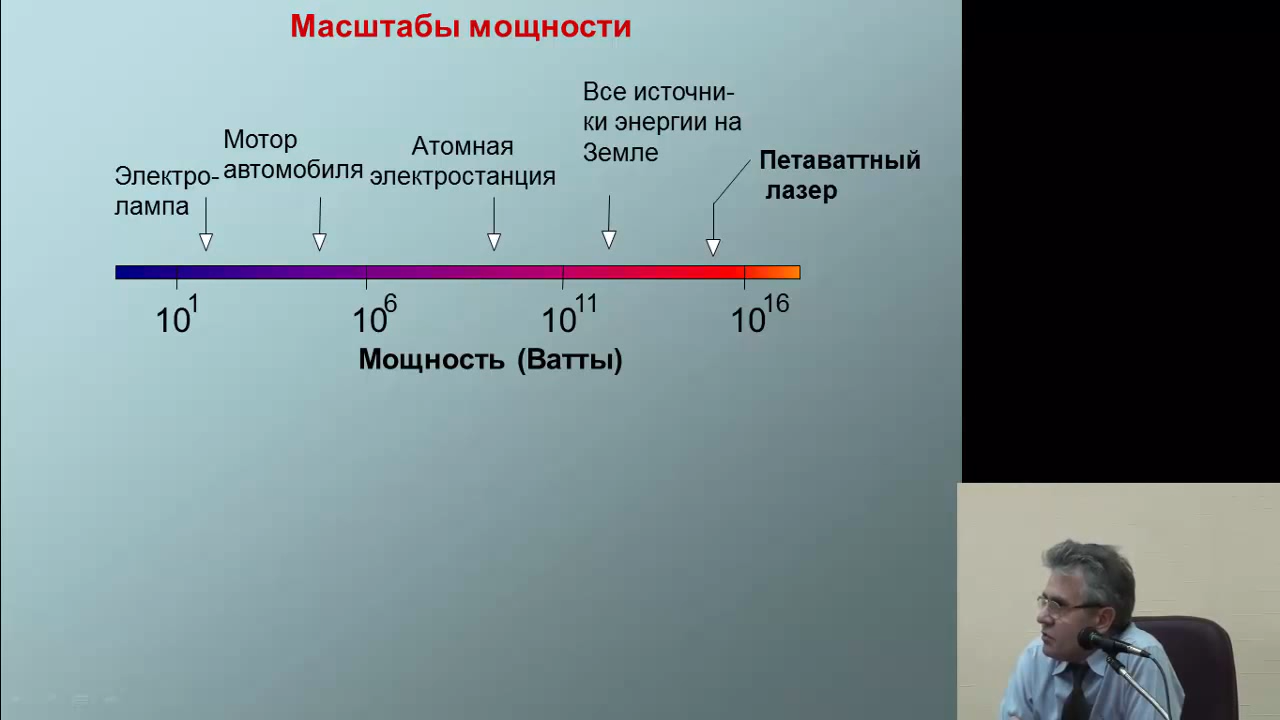 Масштабы мощности
Электро-
лампа
Мотор
автомобиля
Атомная
электростанция
Все источни-
ки энергии на
Земле
Петаваттный
лазер
10^1
10^6
10^11
10^16
Мощность (Ватты)